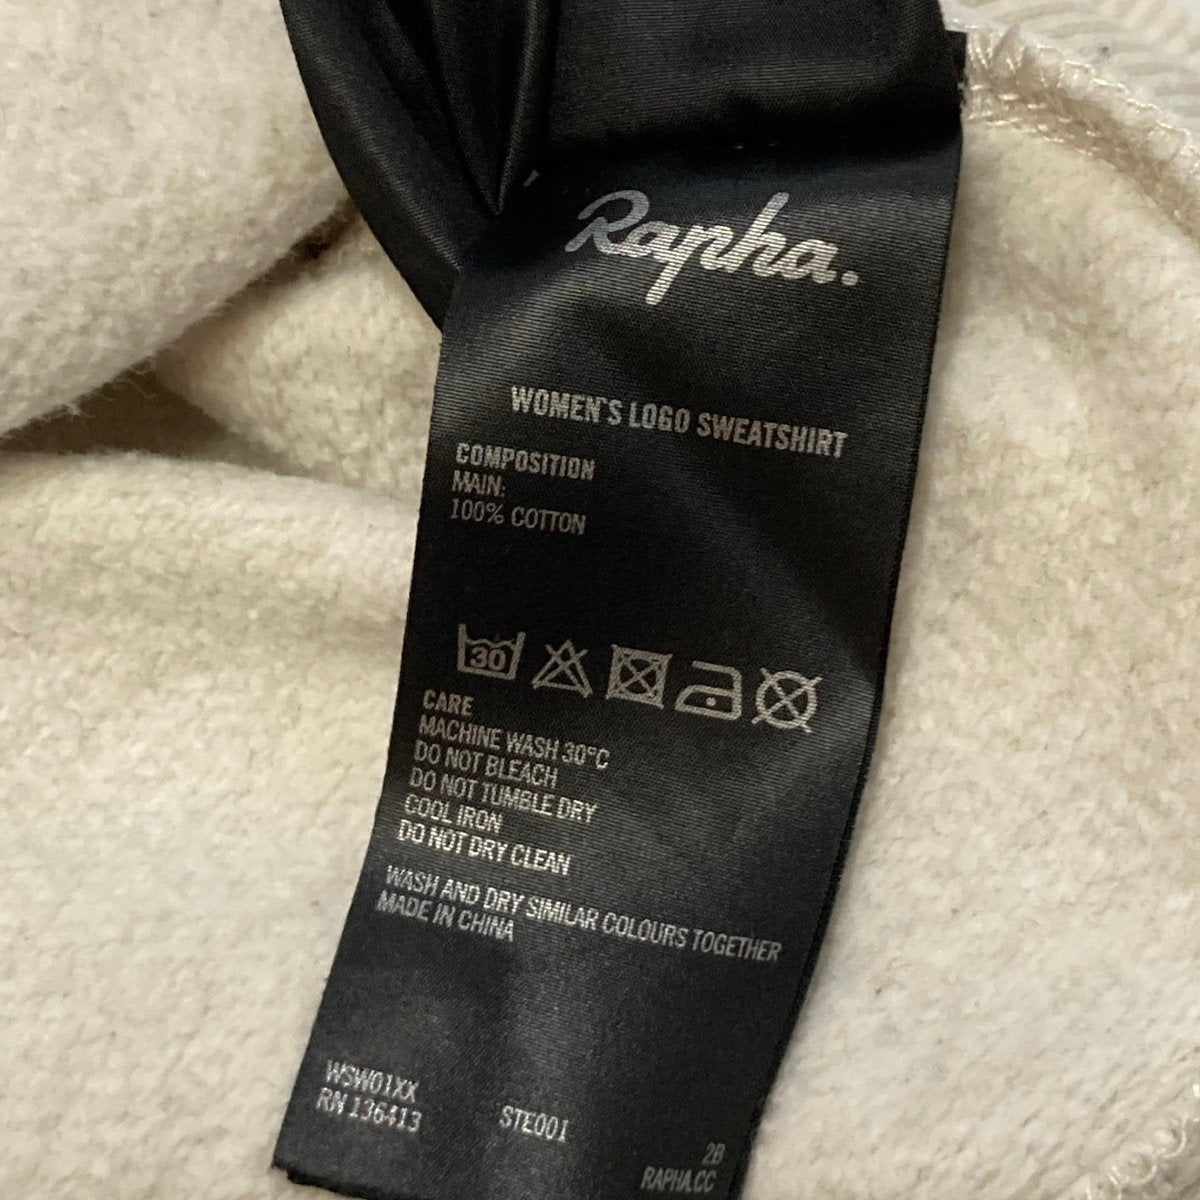 Rapha.
WOMEN'S LOGO SWEATSHIRT
COMPOSITION
MAIN:
100% COTTON
30
CARE
MACHINE WASH 30°C
DO NOT BLEACH
DO NOT TUMBLE DRY
COOL IRON
DO NOT DRY CLEAN
WASH AND DRY SIMILAR COLOURS TOGETHER
MADE IN CHINA
WSW01XX
RN 136413
STE001
2B
RAPHA.CC